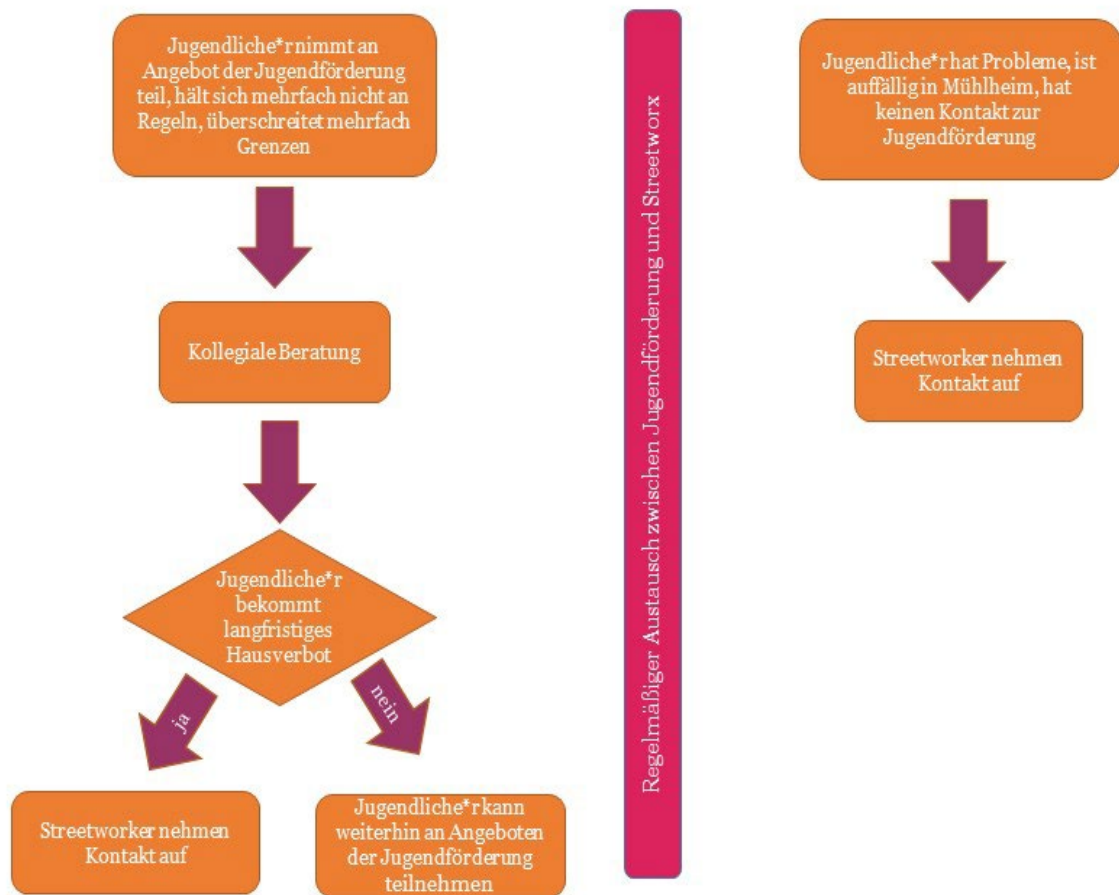 Jugendliche*r nimmt an
Angebot der Jugendförderung
teil, hält sich mehrfach nicht an
Regeln, überschreitet mehrfach
Grenzen
Kollegiale Beratung
Jugendliche*r
bekommt
langfristiges
Hausverbot
ja
nein
Streetworker nehmen
Kontakt auf
Jugendliche*r kann
weiterhin an Angeboten
der Jugendförderung
teilnehmen
Regelmäßiger Austausch zwischen Jugendförderung und Streetworx
Jugendliche*r hat Probleme, ist
auffällig in Mühlheim, hat
keinen Kontakt zur
Jugendförderung
Streetworker nehmen
Kontakt auf